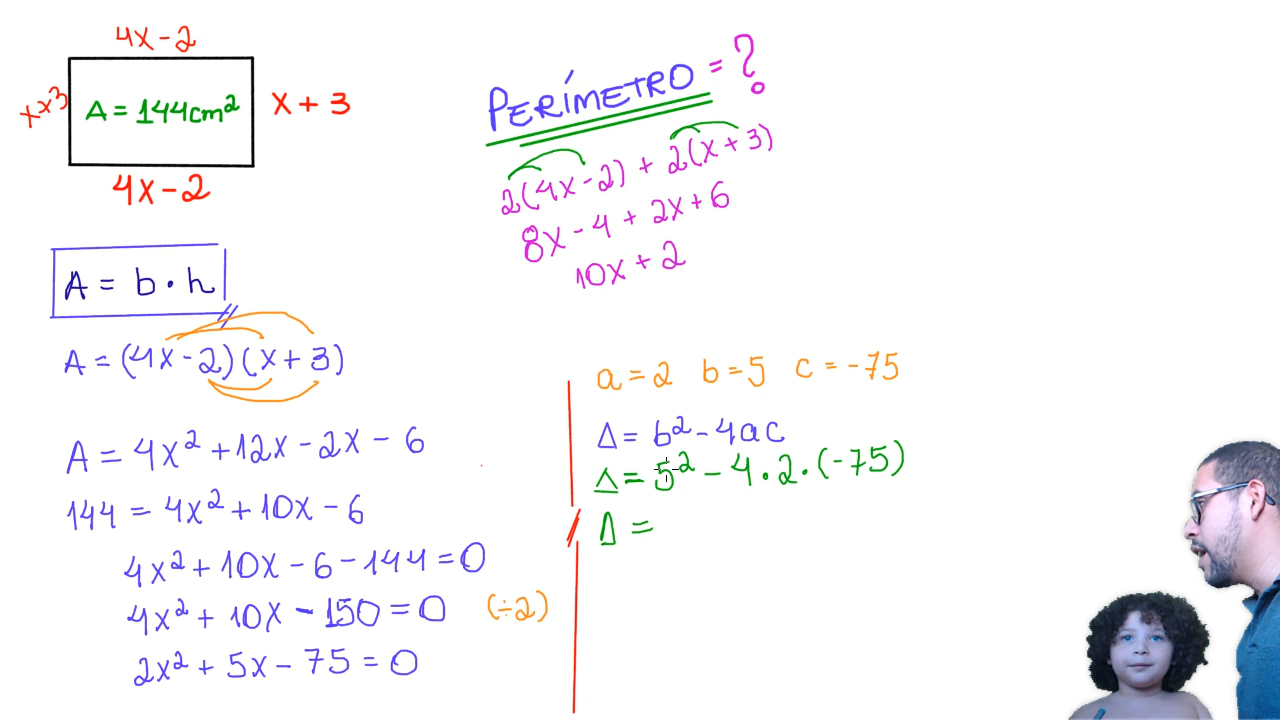 4x - 2
x + 3
A = 144cm²
x + 3
4x - 2
PERÍMETRO = ?
2(4x - 2) + 2(x + 3)
8x - 4 + 2x + 6
10x + 2
A = b · h
A = (4x - 2)(x + 3)
A = 4x² + 12x - 2x - 6
144 = 4x² + 10x - 6
4x² + 10x - 6 - 144 = 0
4x² + 10x - 150 = 0 (÷2)
2x² + 5x - 75 = 0
a = 2 b = 5 c = -75
Δ = b² - 4ac
Δ = 5² - 4 · 2 · (-75)
Δ =